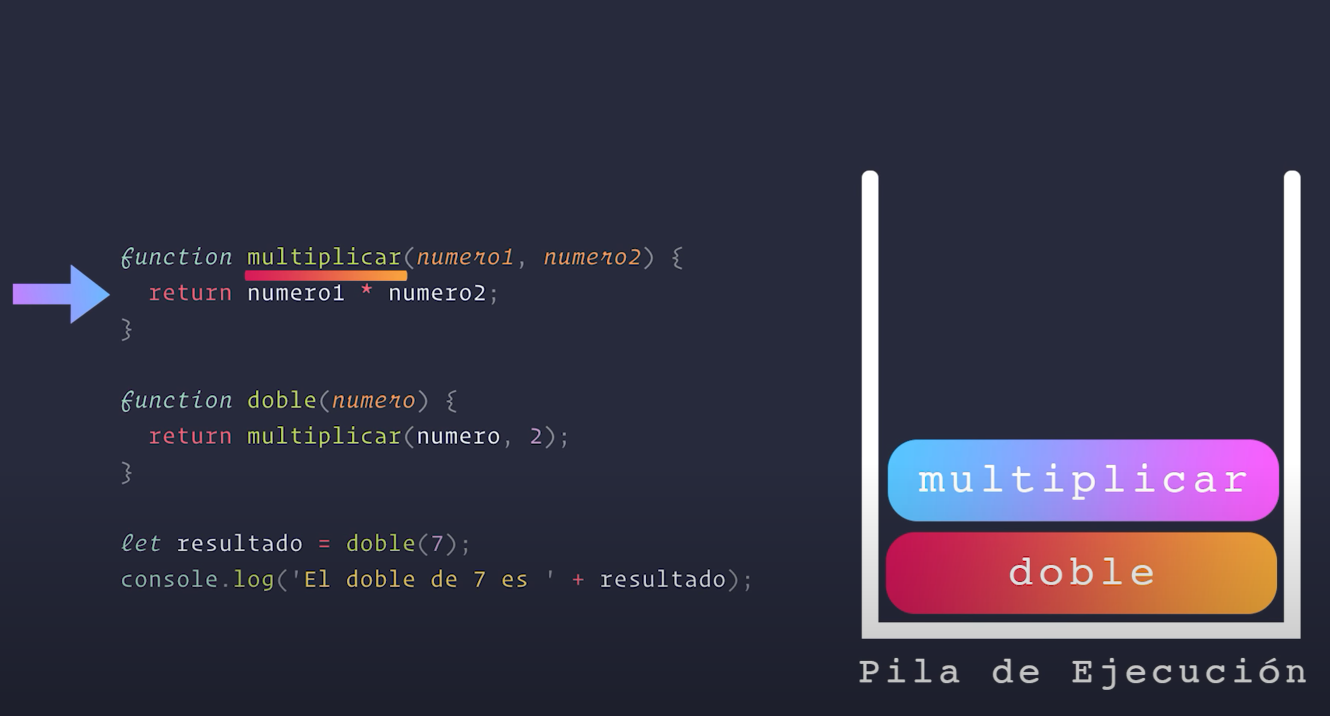 function multiplicar(numero1, numero2) {
  return numero1 * numero2;
}
function doble(numero) {
  return multiplicar(numero, 2);
}
let resultado = doble(7);
console.log('El doble de 7 es ' + resultado);
multiplicar
doble
Pila de Ejecución